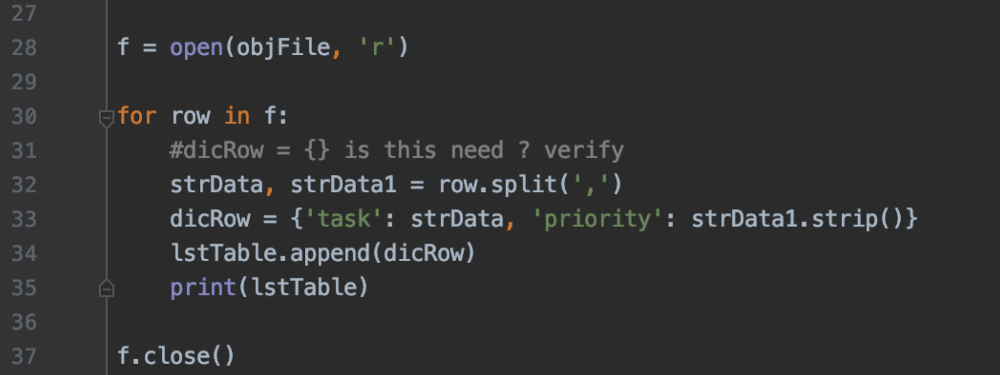 27
28 f = open(objFile, 'r')
29
30 for row in f:
31 #dicRow = {} is this need ? verify
32 strData, strData1 = row.split(',')
33 dicRow = {'task': strData, 'priority': strData1.strip()}
34 lstTable.append(dicRow)
35 print(lstTable)
36
37 f.close()